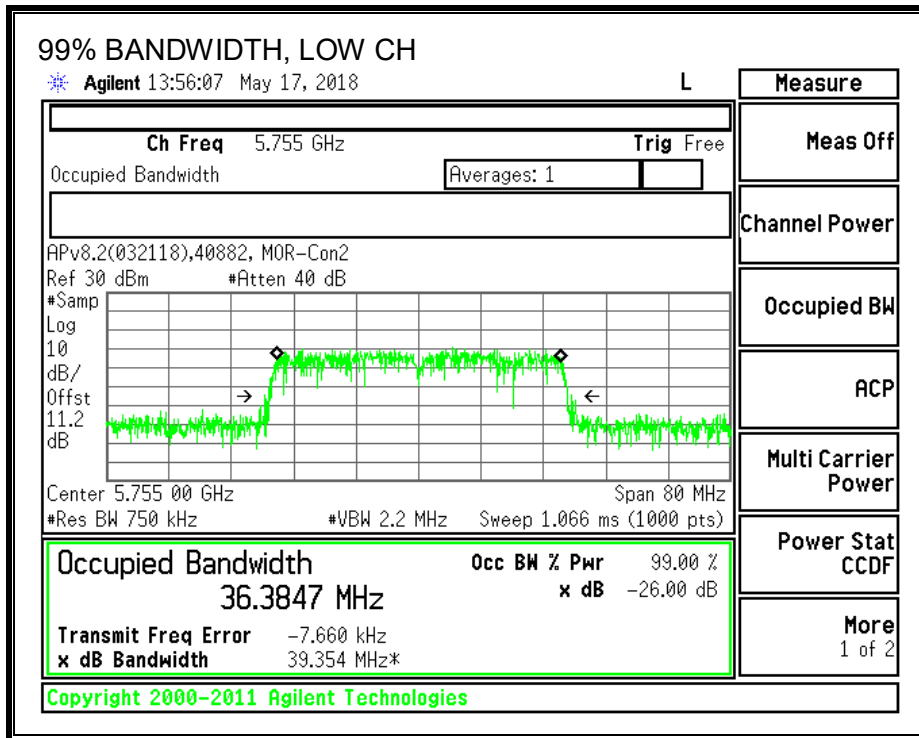 99% BANDWIDTH, LOW CH
Agilent 13:56:07 May 17, 2018 L
Measure
Ch Freq 5.755 GHz Trig Free
Occupied Bandwidth Averages: 1
APv8.2(032118),40882, MOR-Con2
Ref 30 dBm #Atten 40 dB
#Samp
Log
10
dB/
Offst
11.2
dB
Center 5.755 00 GHz Span 80 MHz
#Res BW 750 kHz #VBW 2.2 MHz Sweep 1.066 ms (1000 pts)
Occupied Bandwidth Occ BW % Pwr 99.00 %
36.3847 MHz x dB -26.00 dB
Transmit Freq Error -7.660 kHz
x dB Bandwidth 39.354 MHz*
Copyright 2000-2011 Agilent Technologies
Meas Off
Channel Power
Occupied BW
ACP
Multi Carrier
Power
Power Stat
CCDF
More
1 of 2